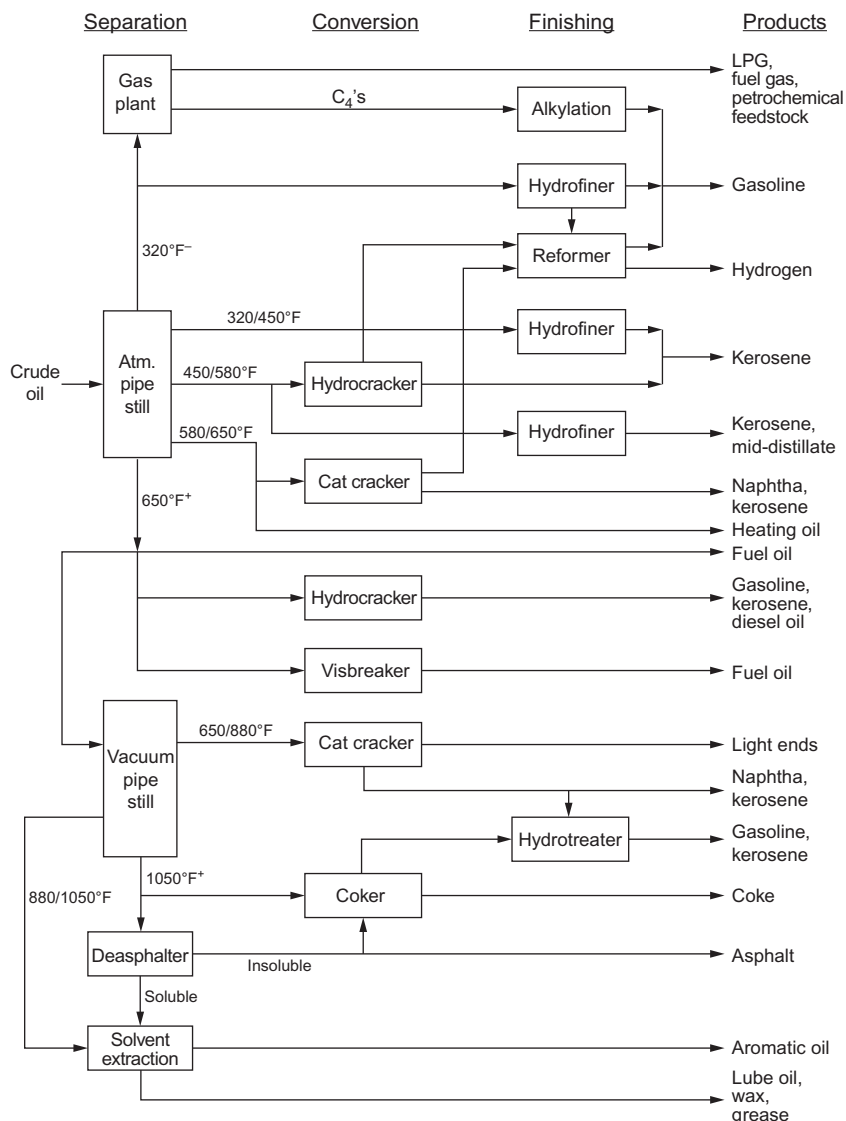 Separation
Conversion
Finishing
Products
Gas
plant
LPG,
fuel gas,
petrochemical
feedstock
C₄'s
Alkylation
Hydrofiner
Gasoline
320°F⁻
Reformer
Hydrogen
Crude
oil
Atm.
pipe
still
320/450°F
Hydrofiner
Kerosene
450/580°F
Hydrocracker
Hydrofiner
Kerosene,
mid-distillate
580/650°F
Cat cracker
Naphtha,
kerosene
650°F⁺
Heating oil
Fuel oil
Hydrocracker
Gasoline,
kerosene,
diesel oil
Visbreaker
Fuel oil
Vacuum
pipe
still
650/880°F
Cat cracker
Light ends
Naphtha,
kerosene
Hydrotreater
Gasoline,
kerosene
880/1050°F
1050°F⁺
Coker
Coke
Deasphalter
Insoluble
Asphalt
Soluble
Solvent
extraction
Aromatic oil
Lube oil,
wax,
grease